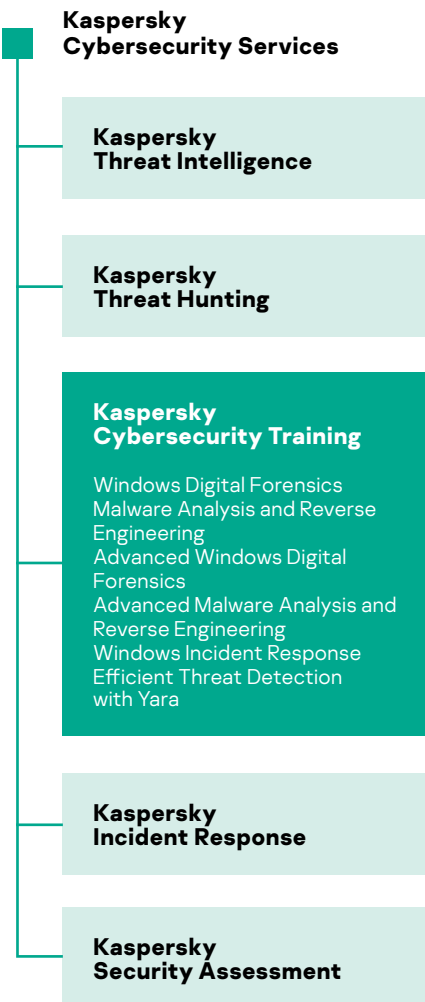 Kaspersky
Cybersecurity Services
Kaspersky
Threat Intelligence
Kaspersky
Threat Hunting
Kaspersky
Cybersecurity Training
Windows Digital Forensics
Malware Analysis and Reverse
Engineering
Advanced Windows Digital
Forensics
Advanced Malware Analysis and
Reverse Engineering
Windows Incident Response
Efficient Threat Detection
with Yara
Kaspersky
Incident Response
Kaspersky
Security Assessment